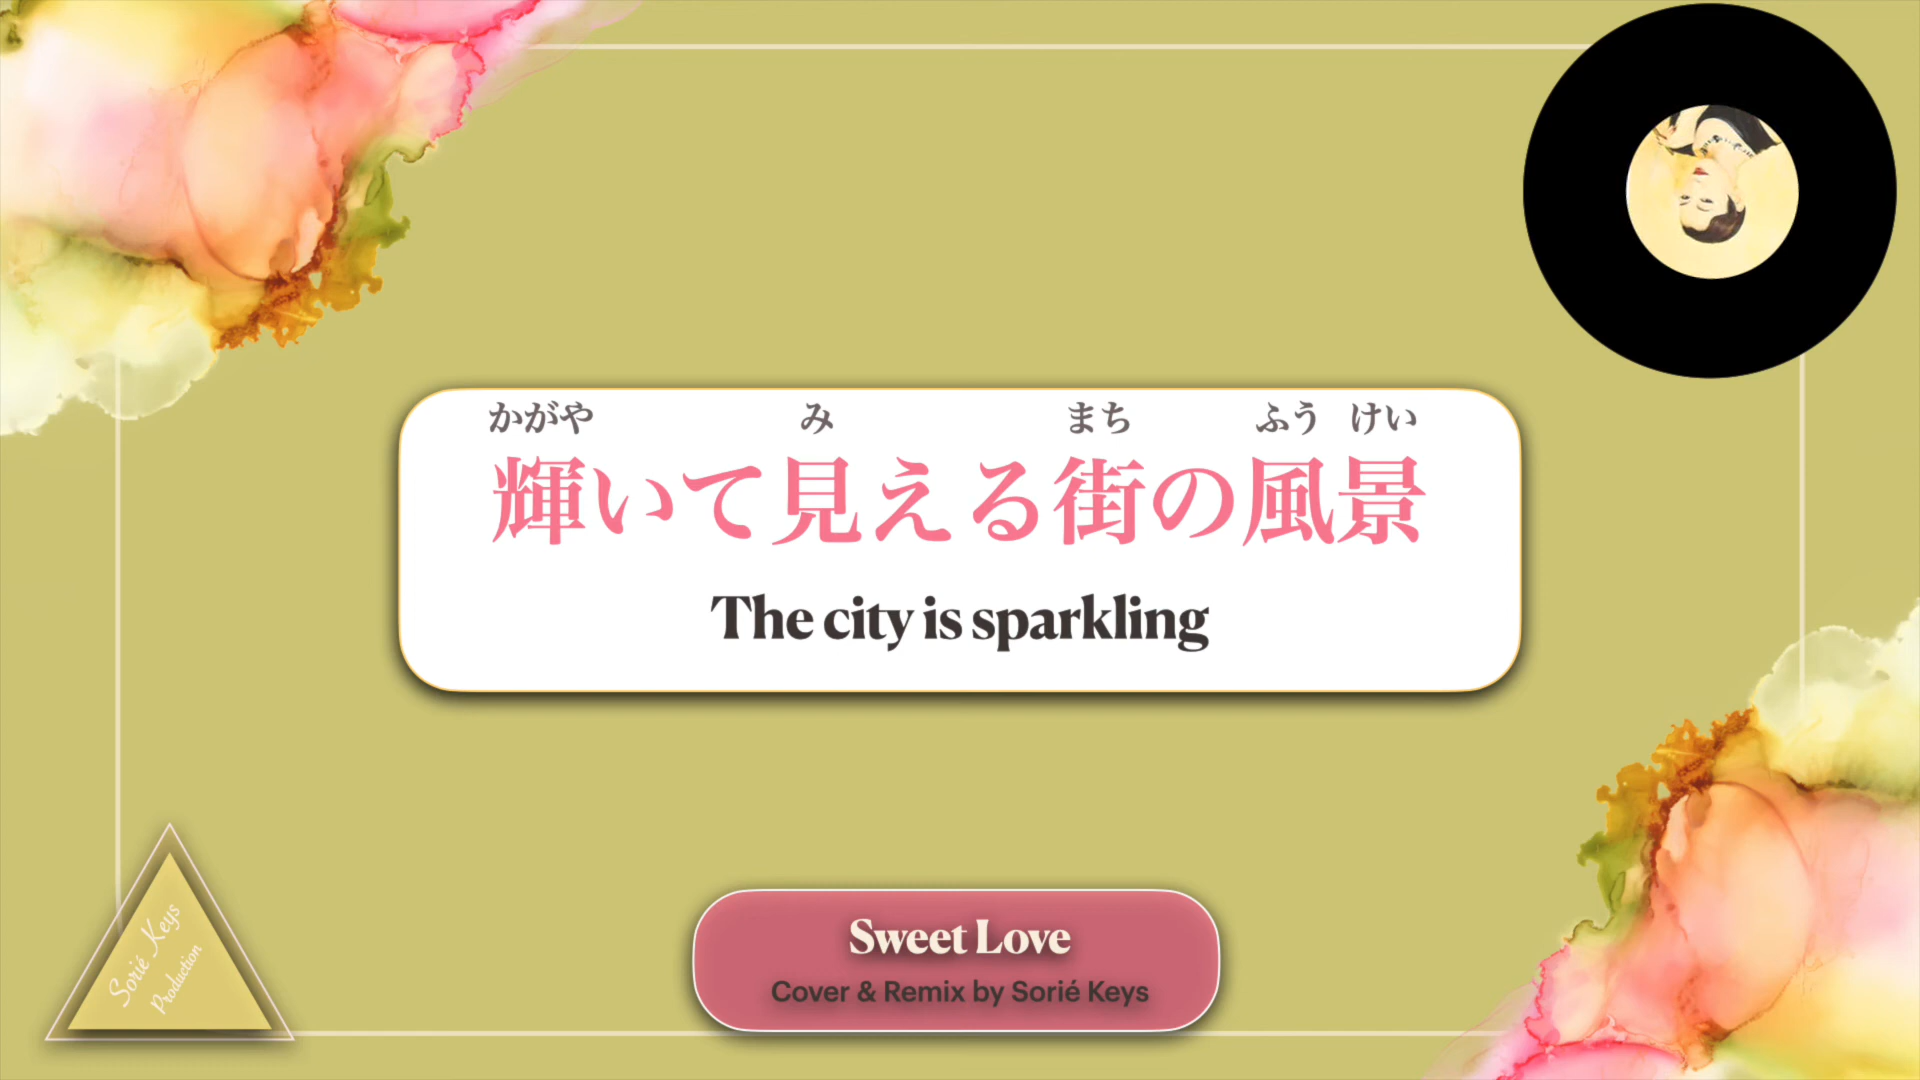 かがや み まち ふう けい
輝いて見える街の風景
The city is sparkling
Sorié Keys
Production
Sweet Love
Cover & Remix by Sorié Keys